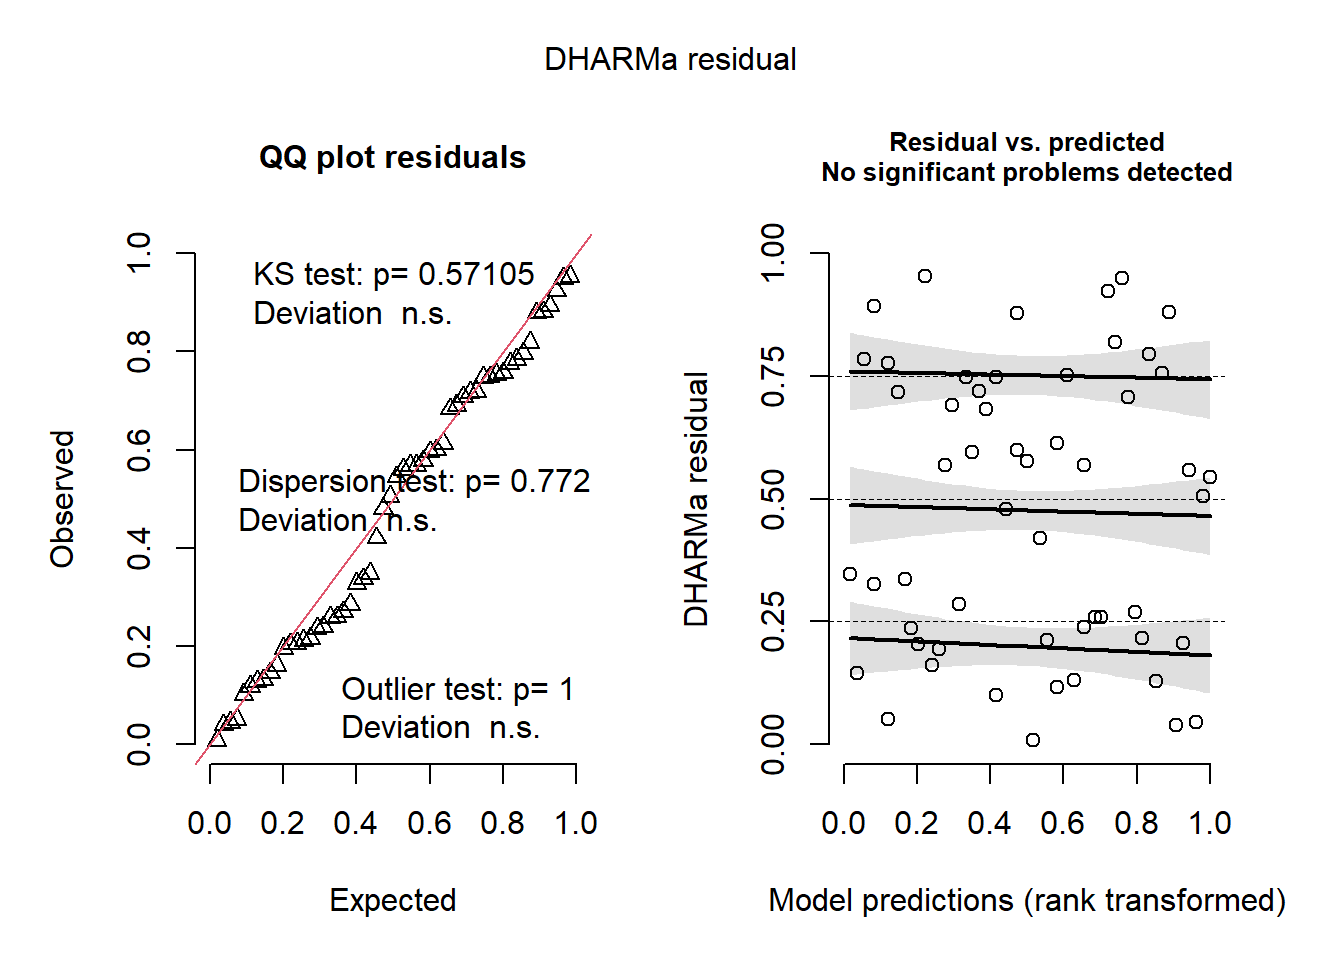 DHARMa residual
QQ plot residuals
KS test: p= 0.57105
Deviation  n.s.
Dispersion test: p= 0.772
Deviation  n.s.
Outlier test: p= 1
Deviation  n.s.
Observed
0.0 0.2 0.4 0.6 0.8 1.0
0.0 0.2 0.4 0.6 0.8 1.0
Expected
Residual vs. predicted
No significant problems detected
DHARMa residual
0.00 0.25 0.50 0.75 1.00
0.0 0.2 0.4 0.6 0.8 1.0
Model predictions (rank transformed)